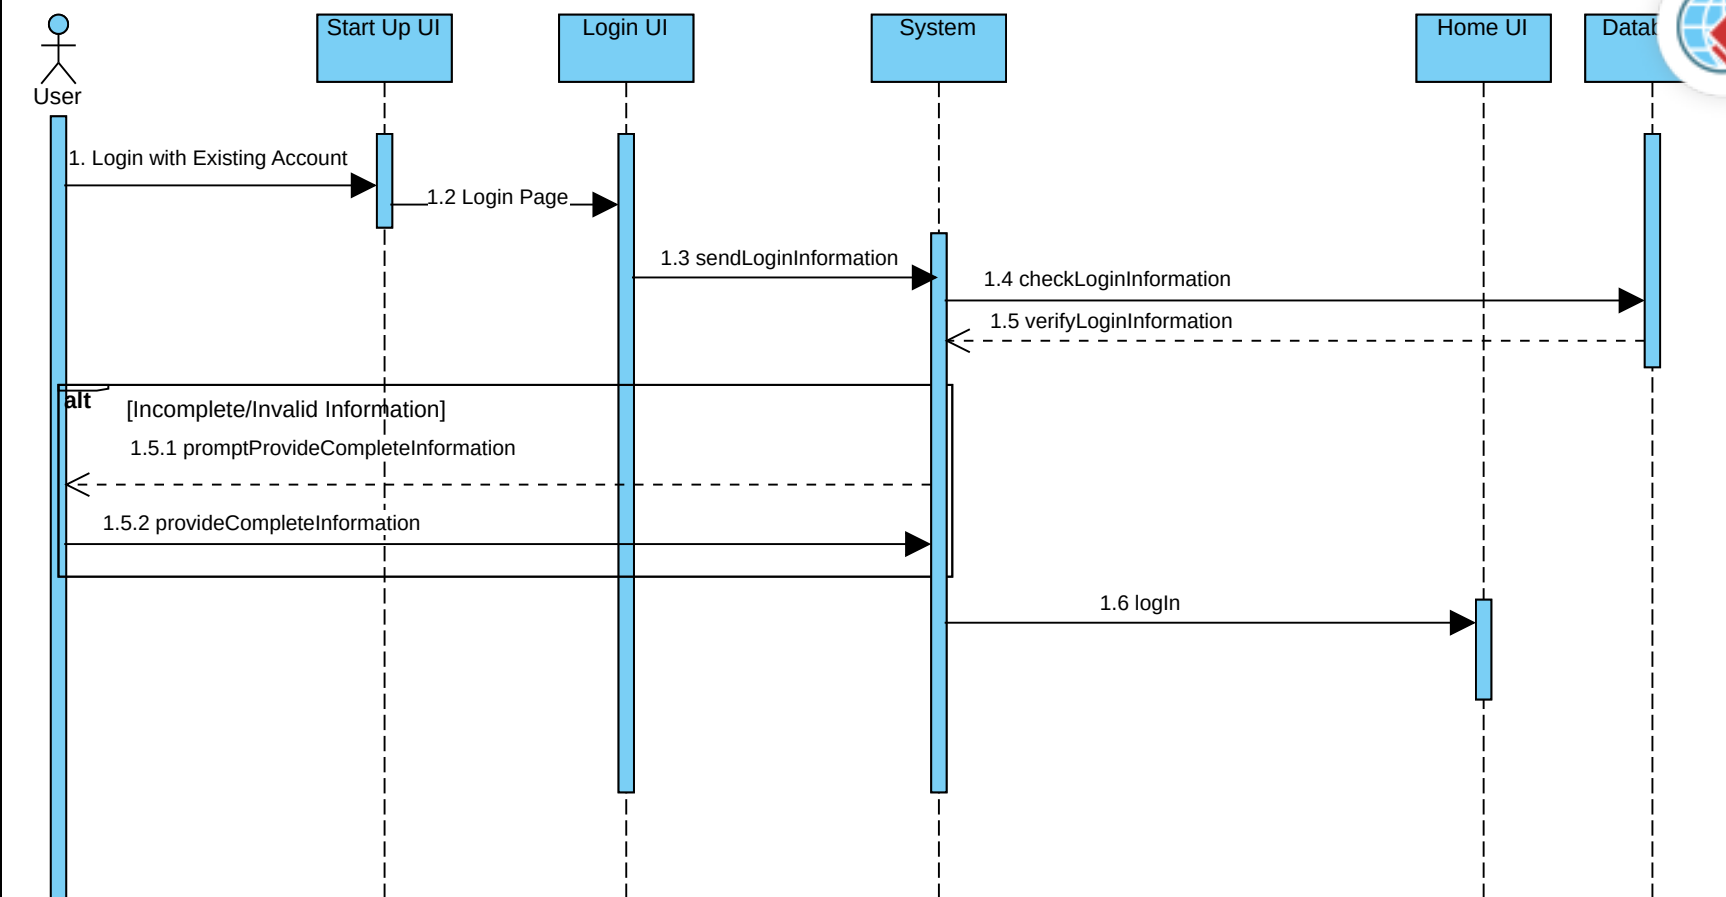 Start Up UI
Login UI
System
Home UI
User
1. Login with Existing Account
1.2 Login Page
1.3 sendLoginInformation
1.4 checkLoginInformation
1.5 verifyLoginInformation
alt
[Incomplete/Invalid Information]
1.5.1 promptProvideCompleteInformation
1.5.2 provideCompleteInformation
1.6 logIn